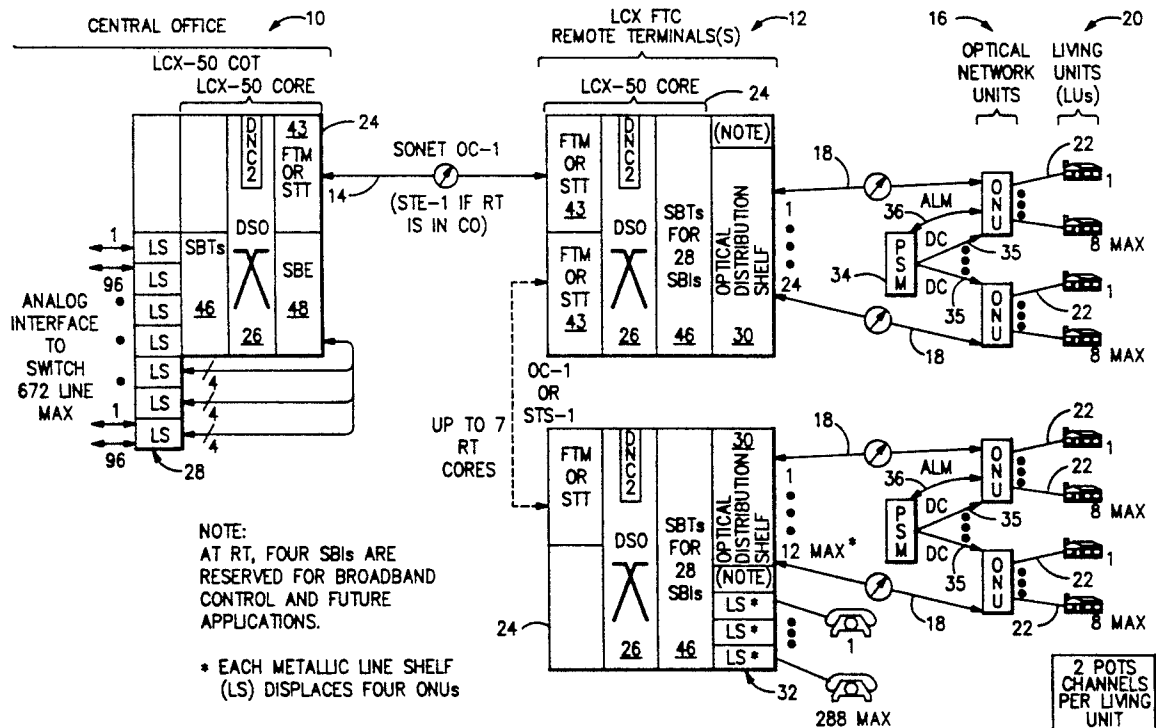 CENTRAL OFFICE
10
LCX-50 COT
LCX-50 CORE
24
DNC2
43
FTM
OR
STT
DSO
SBTs
46
26
SBE
48
1
96
ANALOG
INTERFACE
TO
SWITCH
672 LINE
MAX
1
96
LS
LS
LS
LS
LS
LS
LS
4
4
4
28
SONET OC-1
14
(STE-1 IF RT
IS IN CO)
LCX FTC
REMOTE TERMINALS(S)
12
LCX-50 CORE
24
FTM
OR
STT
43
FTM
OR
STT
43
DNC2
DSO
26
SBTs
FOR
28
SBIs
46
(NOTE)
OPTICAL
DISTRIBUTION
SHELF
30
1
24
18
18
16
OPTICAL
NETWORK
UNITS
20
LIVING
UNITS
(LUs)
36
ALM
PSM
34
DC
DC
35
35
ONU
ONU
22
1
22
8 MAX
22
1
22
8 MAX
OC-1
OR
STS-1
UP TO 7
RT
CORES
FTM
OR
STT
24
DNC2
DSO
26
SBTs
FOR
28
SBIs
46
30
OPTICAL
DISTRIBUTION
SHELF
(NOTE)
LS *
LS *
LS *
32
1
12 MAX *
18
18
36
ALM
PSM
DC
DC
35
35
ONU
ONU
22
1
22
8 MAX
22
1
22
8 MAX
1
288 MAX
NOTE:
AT RT, FOUR SBIs ARE
RESERVED FOR BROADBAND
CONTROL AND FUTURE
APPLICATIONS.
* EACH METALLIC LINE SHELF
(LS) DISPLACES FOUR ONUs
2 POTS
CHANNELS
PER LIVING
UNIT